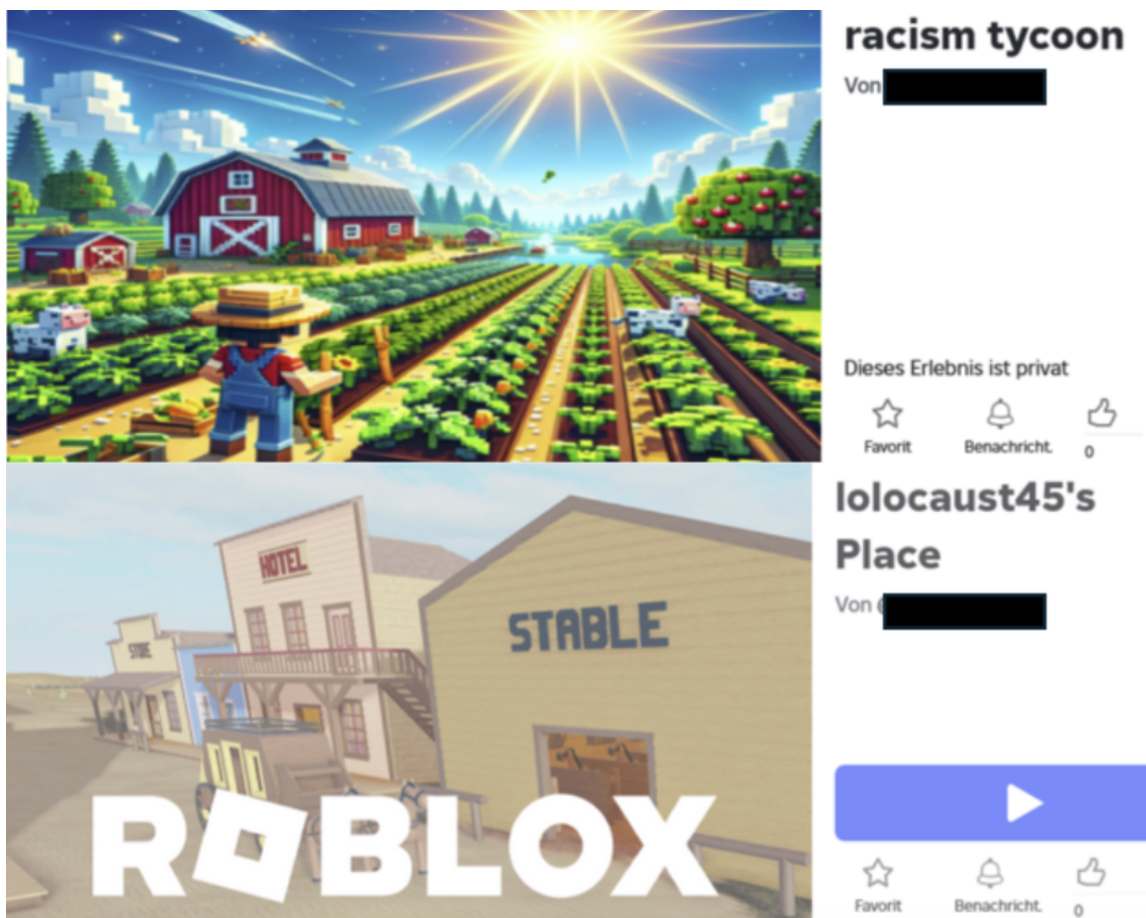 racism tycoon
Von
Dieses Erlebnis ist privat
Favorit
Benachricht.
0
HOTEL
STABLE
STORE
ROBLOX
lolocaust45's
Place
Von
Favorit
Benachricht.
0